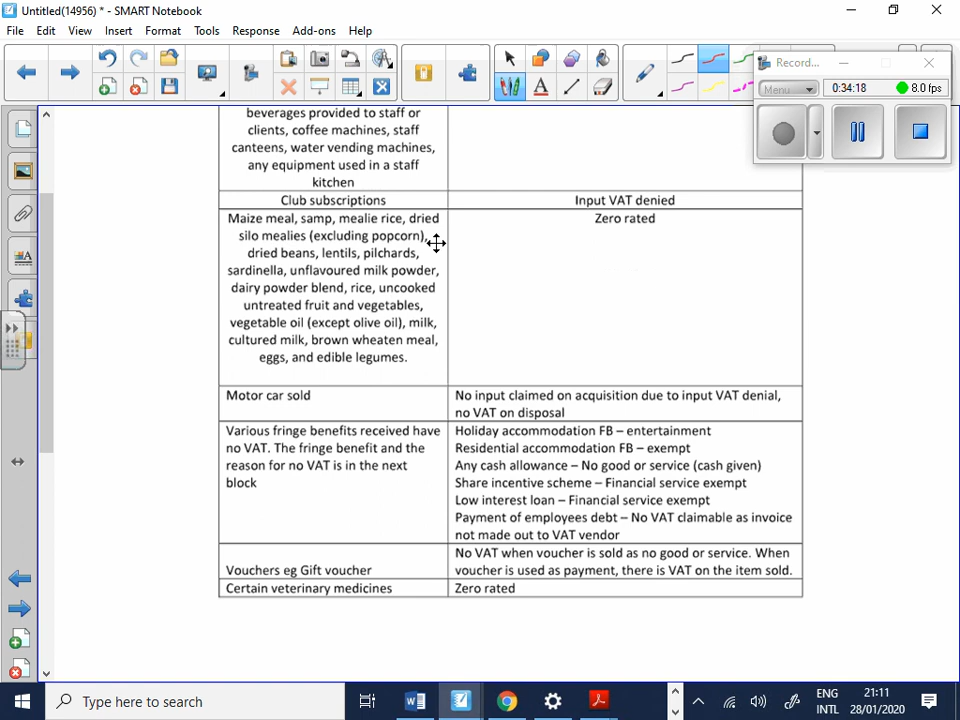 Untitled(14956) * - SMART Notebook
File Edit View Insert Format Tools Response Add-ons Help
Record...
Menu 0:34:18 8.0 fps
beverages provided to staff or
clients, coffee machines, staff
canteens, water vending machines,
any equipment used in a staff
kitchen
Club subscriptions
Input VAT denied
Maize meal, samp, mealie rice, dried
silo mealies (excluding popcorn),
dried beans, lentils, pilchards,
sardinella, unflavoured milk powder,
dairy powder blend, rice, uncooked
untreated fruit and vegetables,
vegetable oil (except olive oil), milk,
cultured milk, brown wheaten meal,
eggs, and edible legumes.
Zero rated
Motor car sold
No input claimed on acquisition due to input VAT denial,
no VAT on disposal
Various fringe benefits received have
no VAT. The fringe benefit and the
reason for no VAT is in the next
block
Holiday accommodation FB – entertainment
Residential accommodation FB – exempt
Any cash allowance – No good or service (cash given)
Share incentive scheme – Financial service exempt
Low interest loan – Financial service exempt
Payment of employees debt – No VAT claimable as invoice
not made out to VAT vendor
Vouchers eg Gift voucher
No VAT when voucher is sold as no good or service. When
voucher is used as payment, there is VAT on the item sold.
Certain veterinary medicines
Zero rated
Type here to search
ENG
INTL
21:11
28/01/2020